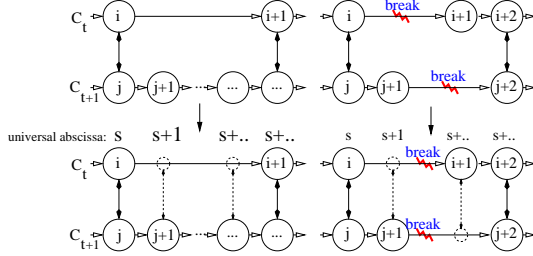 break
C_t i i+1 i i+1 i+2
break
C_t+1 j j+1 ... ... ... j j+1 j+2
universal abscissa: s s+1 s+.. s+.. s s+1 s+.. s+..
break
C_t i i+1 i i+1 i+2
break
C_t+1 j j+1 ... ... ... j j+1 j+2